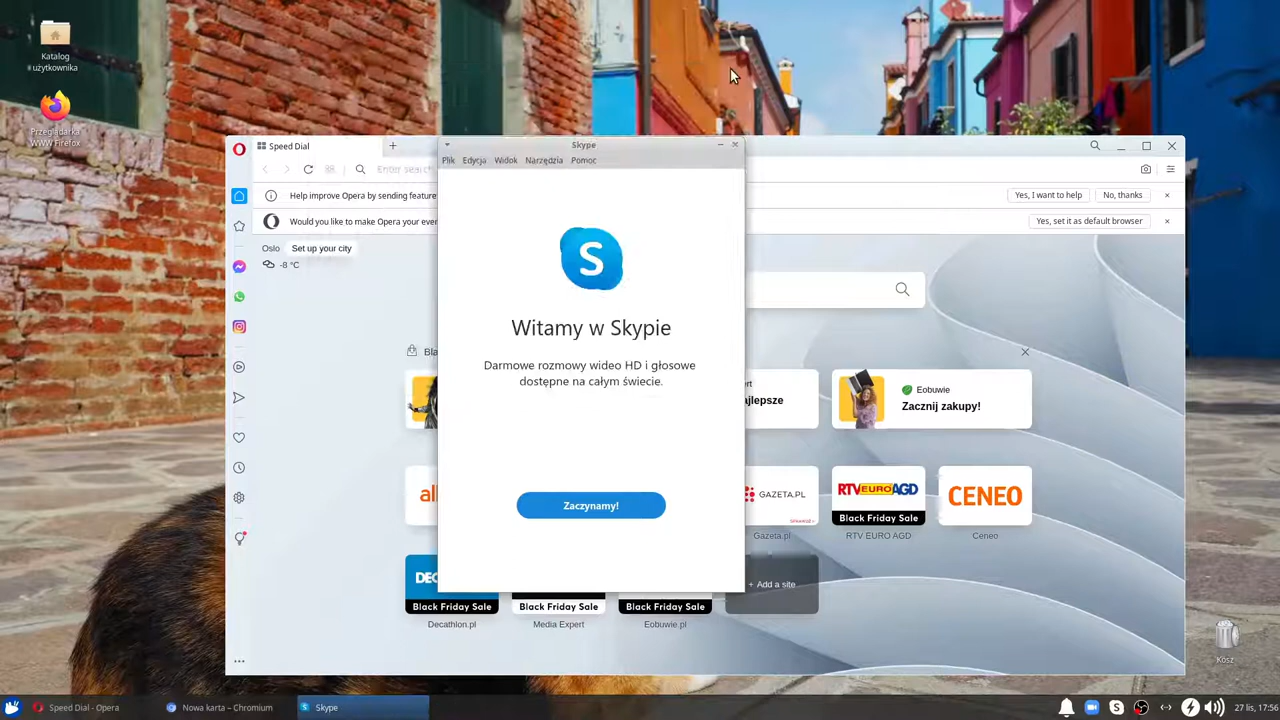 Katalog
użytkownika
Przeglądarka
WWW Firefox
Speed Dial
Skype
Plik Edycja Widok Narzędzia Pomoc
Enter search
Help improve Opera by sending feature
Yes, I want to help
No, thanks
Would you like to make Opera your
Yes, set it as default browser
Oslo
Set up your city
-8 °C
S
Witamy w Skypie
Darmowe rozmowy wideo HD i głosowe
dostępne na całym świecie.
Zaczynamy!
Eobuwie
Zacznij zakupy!
GAZETA.PL
Gazeta.pl
RTV EURO AGD
Black Friday Sale
RTV EURO AGD
CENEO
Ceneo
Black Friday Sale
Decathlon.pl
Black Friday Sale
Media Expert
Black Friday Sale
Eobuwie.pl
+ Add a site
Kosz
Speed Dial - Opera
Nowa karta – Chromium
Skype
27 lis, 17:56